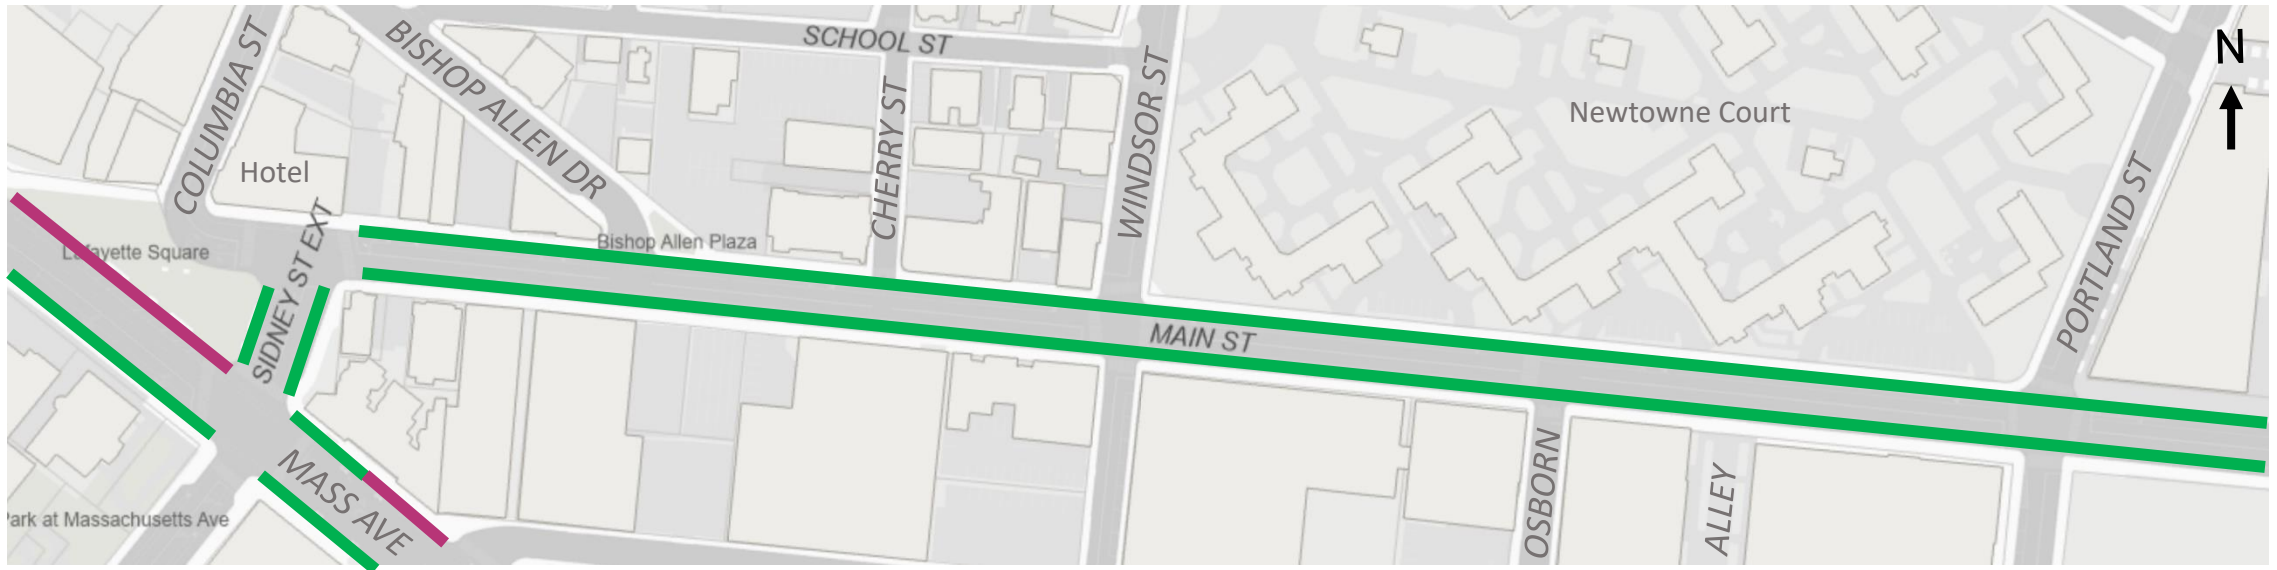 COLUMBIA ST
BISHOP ALLEN DR
SCHOOL ST
CHERRY ST
WINDSOR ST
Newtowne Court
N
PORTLAND ST
Hotel
Lafayette Square
SIDNEY ST EXT
Bishop Allen Plaza
MAIN ST
MASS AVE
Park at Massachusetts Ave
OSBORN
ALLEY